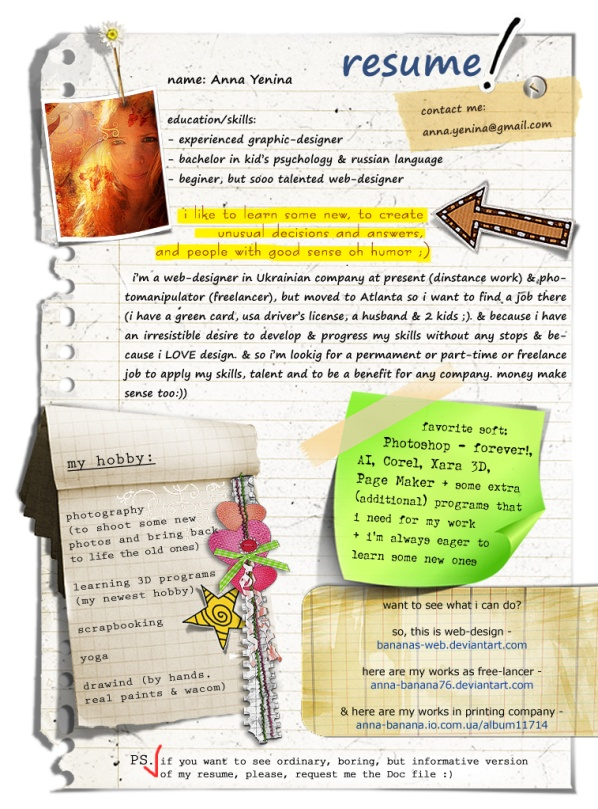 resume!
name: Anna Yenina
contact me:
anna.yenina@gmail.com
education/skills:
- experienced graphic-designer
- bachelor in kid's psychology & russian language
- beginer, but sooo talented web-designer
i like to learn some new, to create
unusual decisions and answers,
and people with good sense oh humor ;)
i'm a web-designer in Ukrainian company at present (dinstance work) & pho-
tomanipulator (freelancer), but moved to Atlanta so i want to find a job there
(i have a green card, usa driver's license, a husband & 2 kids ;). & because i have
an irresistible desire to develop & progress my skills without any stops & be-
cause i LOVE design. & so i'm lookig for a permament or part-time or freelance
job to apply my skills, talent and to be a benefit for any company. money make
sense too:))
favorite soft:
Photoshop - forever!,
AI, Corel, Xara 3D,
Page Maker + some extra
(additional) programs that
i need for my work
+ i'm always eager to
learn some new ones
my hobby:
photography
(to shoot some new
photos and bring back
to life the old ones)
learning 3D programs
(my newest hobby)
scrapbooking
yoga
drawind (by hands.
real paints & wacom)
want to see what i can do?
so, this is web-design -
bananas-web.deviantart.com
here are my works as free-lancer -
anna-banana76.deviantart.com
& here are my works in printing company -
anna-banana.io.com.ua/album11714
PS. if you want to see ordinary, boring, but informative version
of my resume, please, request me the Doc file :)